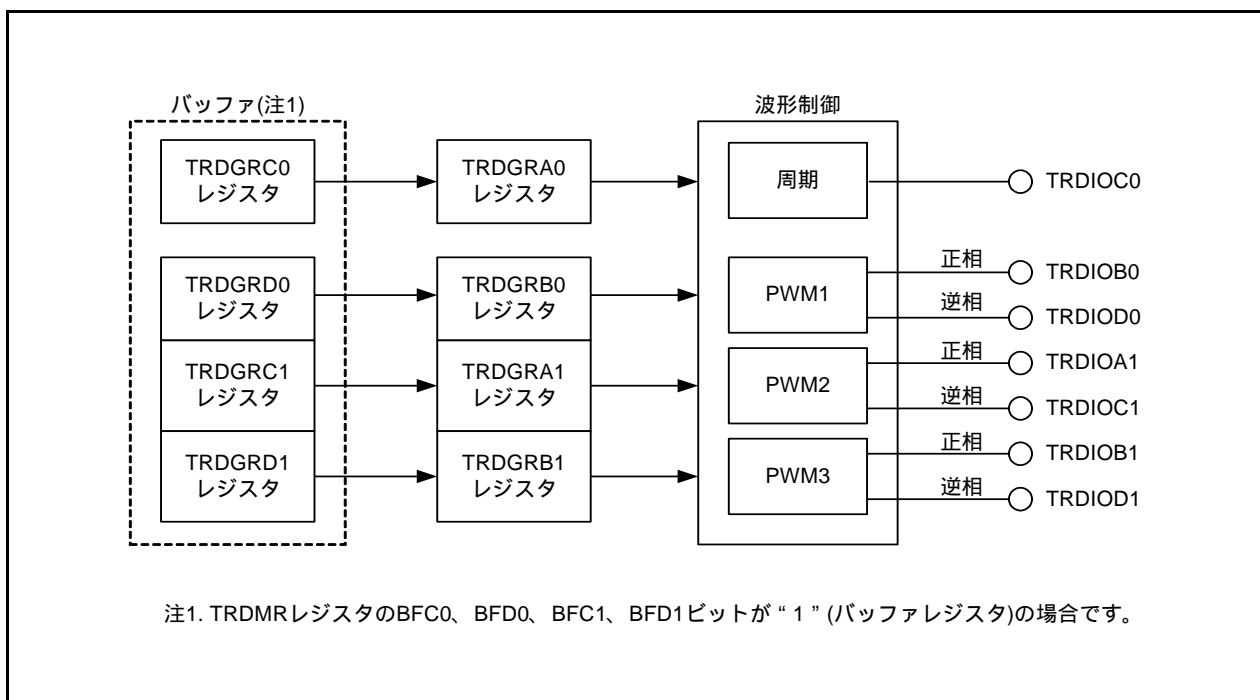 バッファ(注1)
波形制御
TRDGRC0
レジスタ
TRDGRA0
レジスタ
周期
TRDIOC0
TRDGRD0
レジスタ
TRDGRB0
レジスタ
PWM1
正相
TRDIOB0
逆相
TRDIOD0
TRDGRC1
レジスタ
TRDGRA1
レジスタ
PWM2
正相
TRDIOA1
逆相
TRDIOC1
TRDGRD1
レジスタ
TRDGRB1
レジスタ
PWM3
正相
TRDIOB1
逆相
TRDIOD1
注1. TRDMRレジスタのBFC0、BFD0、BFC1、BFD1ビットが “ 1 ” (バッファレジスタ)の場合です。